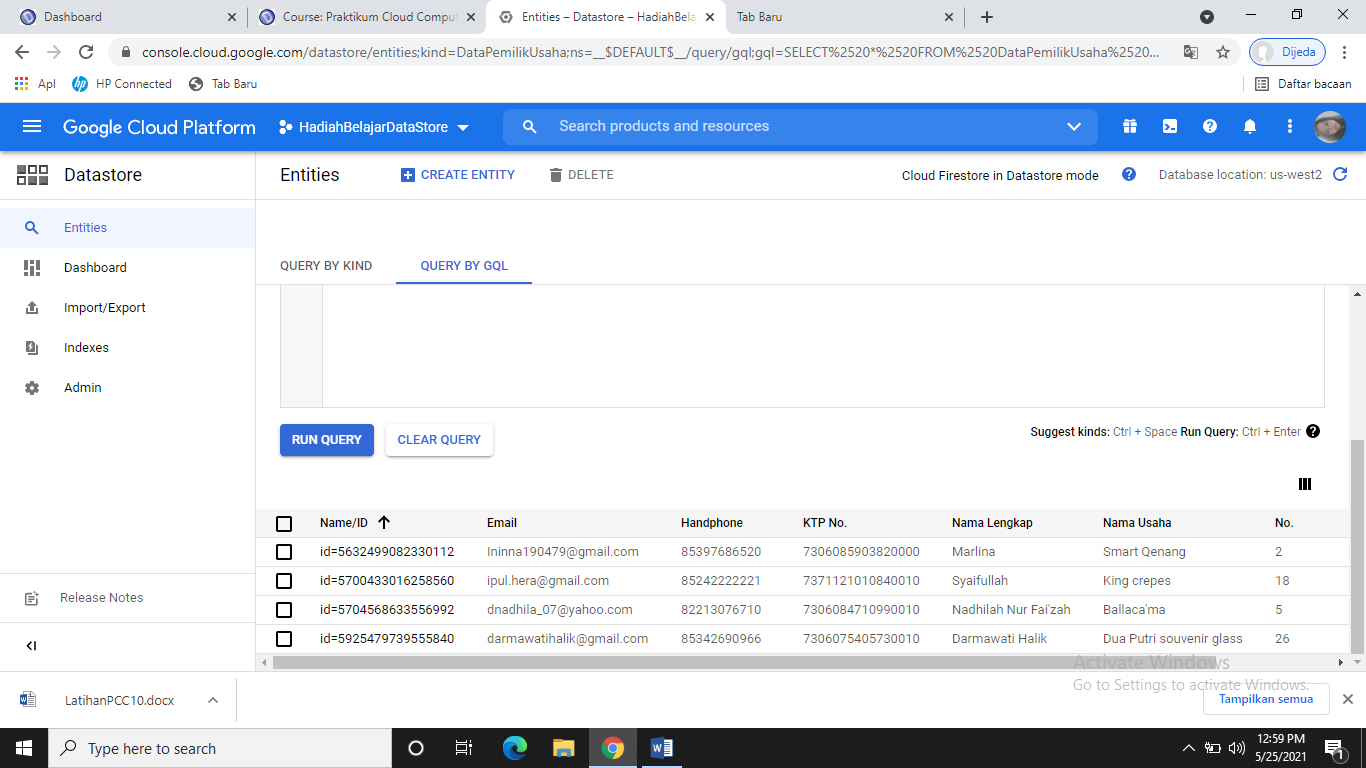 Dashboard
Course: Praktikum Cloud Comput
Entities – Datastore – HadiahBela
Tab Baru
console.cloud.google.com/datastore/entities;kind=DataPemilikUsaha;ns=__$DEFAULT$__/query/gql;gql=SELECT%2520*%2520FROM%2520DataPemilikUsaha%2520...
Dijeda
Apl
HP Connected
Tab Baru
Daftar bacaan
Google Cloud Platform
HadiahBelajarDataStore
Search products and resources
Datastore
Entities
CREATE ENTITY
DELETE
Cloud Firestore in Datastore mode
Database location: us-west2
Entities
Dashboard
Import/Export
Indexes
Admin
QUERY BY KIND
QUERY BY GQL
RUN QUERY
CLEAR QUERY
Suggest kinds: Ctrl + Space Run Query: Ctrl + Enter
Name/ID Email Handphone KTP No. Nama Lengkap Nama Usaha No.
id=5632499082330112 Ininna190479@gmail.com 85397686520 7306085903820000 Marlina Smart Qenang 2
id=5700433016258560 ipul.hera@gmail.com 85242222221 7371121010840010 Syaifullah King crepes 18
id=5704568633556992 dnadhila_07@yahoo.com 82213076710 7306084710990010 Nadhilah Nur Fai'zah Ballaca'ma 5
id=5925479739555840 darmawatihalik@gmail.com 85342690966 7306075405730010 Darmawati Halik Dua Putri souvenir glass 26
Release Notes
Activate Windows
Go to Settings to activate Windows.
LatihanPCC10.docx
Tampilkan semua
Type here to search
12:59 PM
5/25/2021
1